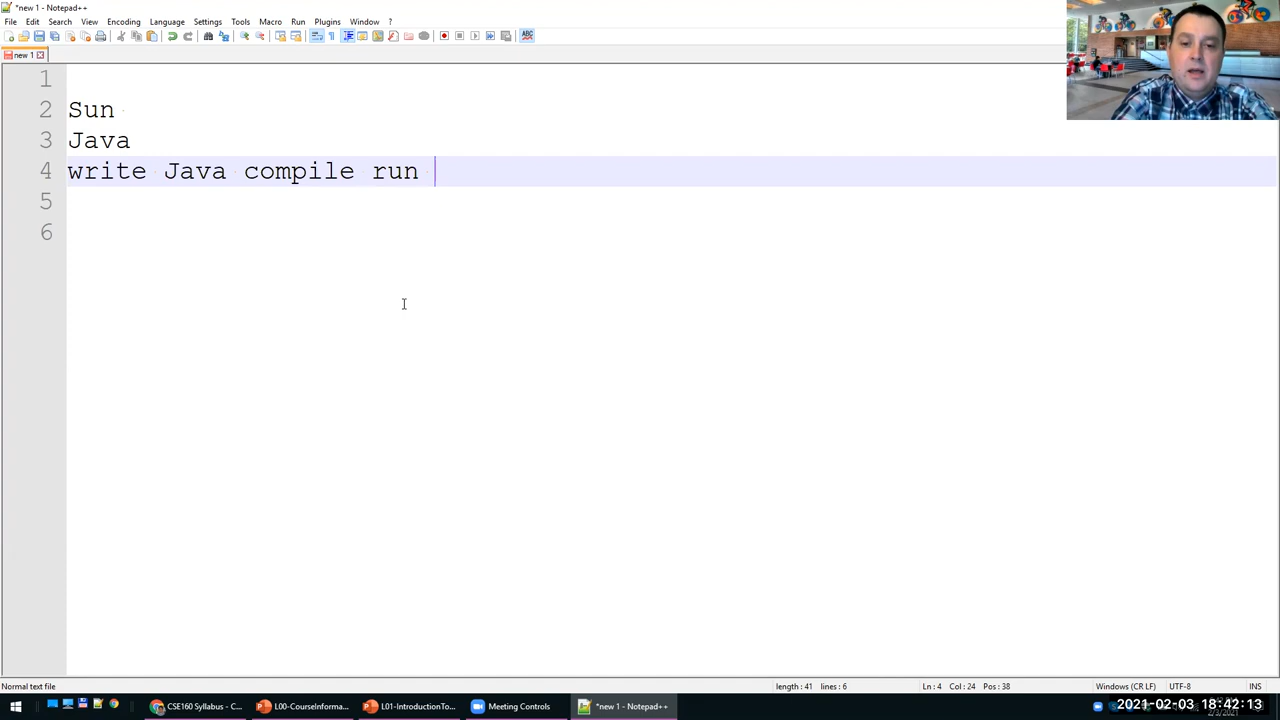 *new 1 - Notepad++
File Edit Search View Encoding Language Settings Tools Macro Run Plugins Window ?
new 1
1
2 Sun
3 Java
4 write Java compile run
5
6
Normal text file length : 41 lines : 6 Ln : 4 Col : 24 Pos : 38 Windows (CR LF) UTF-8 INS
CSE160 Syllabus - C... L00-CourseInforma... L01-IntroductionTo... Meeting Controls *new 1 - Notepad++
2021-02-03 18:42:13